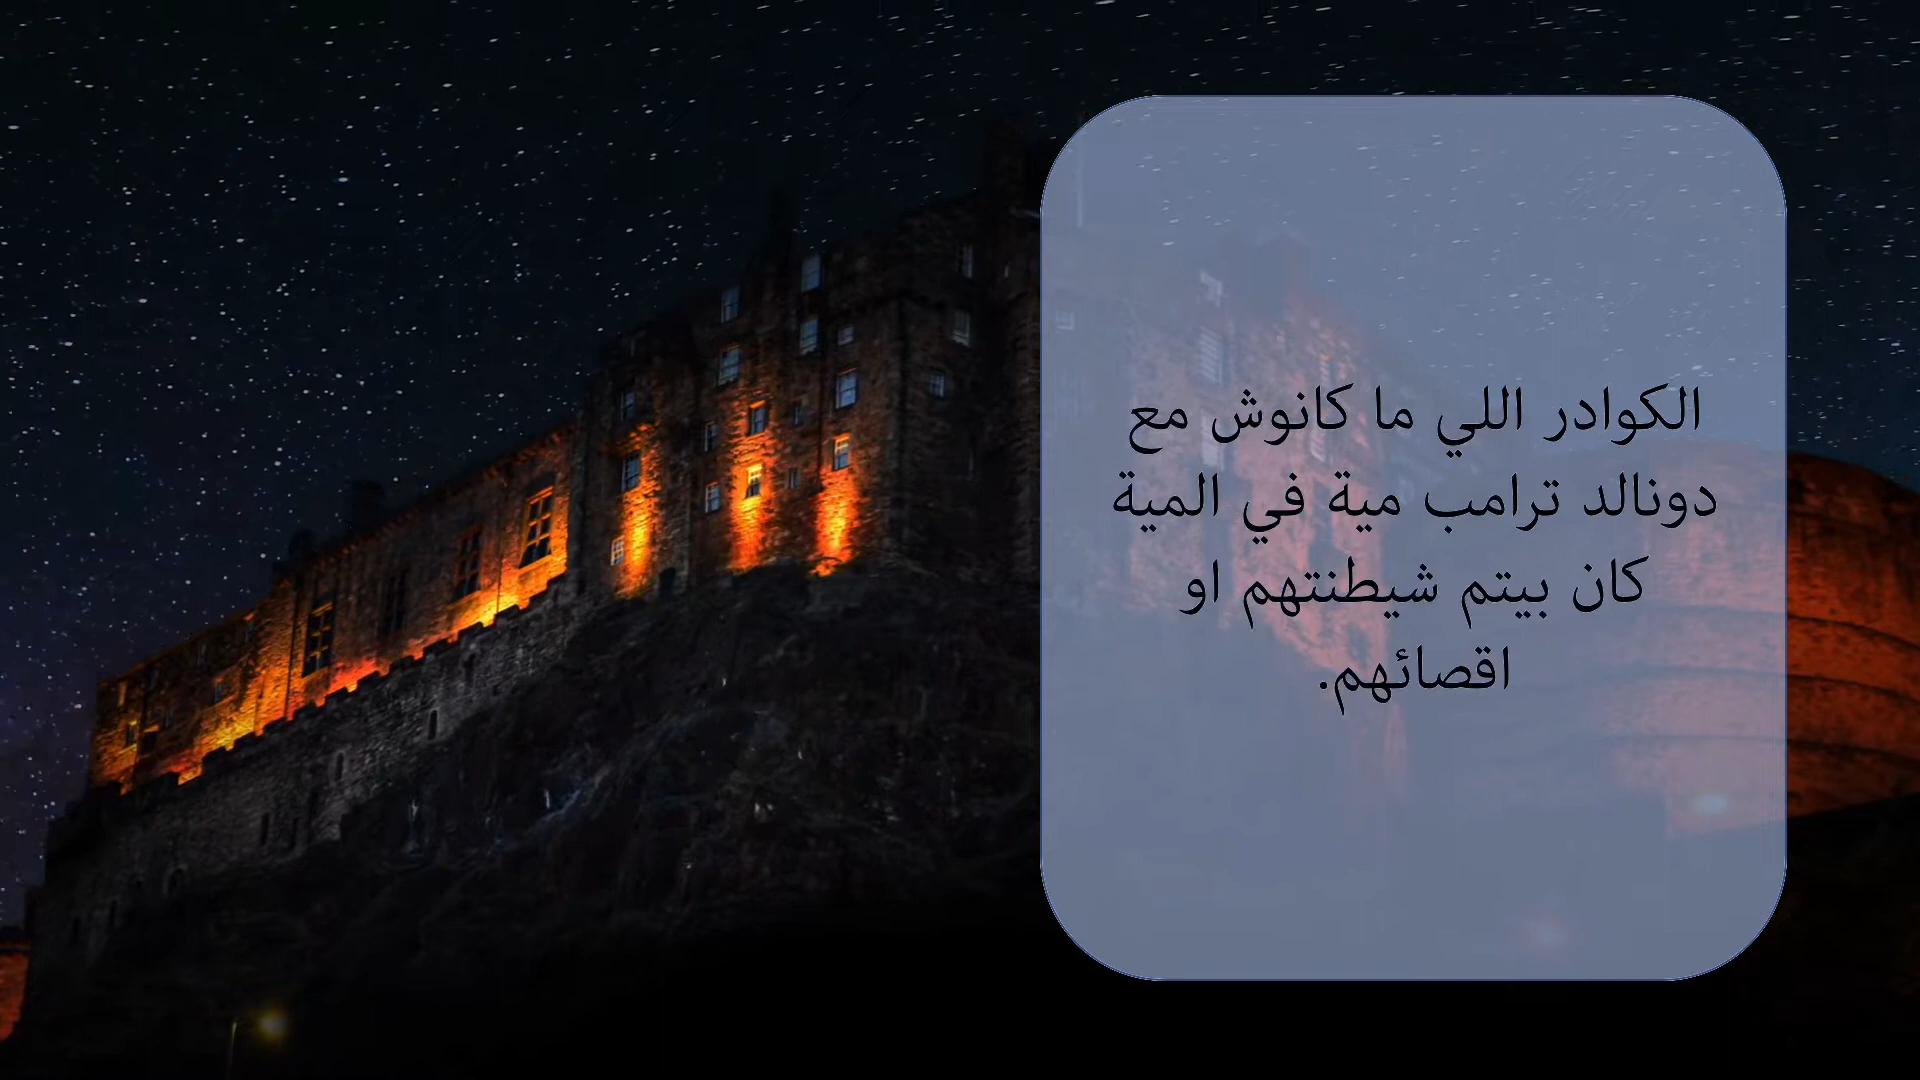 الكوادر اللي ما كانوش مع
دونالد ترامب مية في المية
كان بيتم شيطنتهم او
اقصائهم.